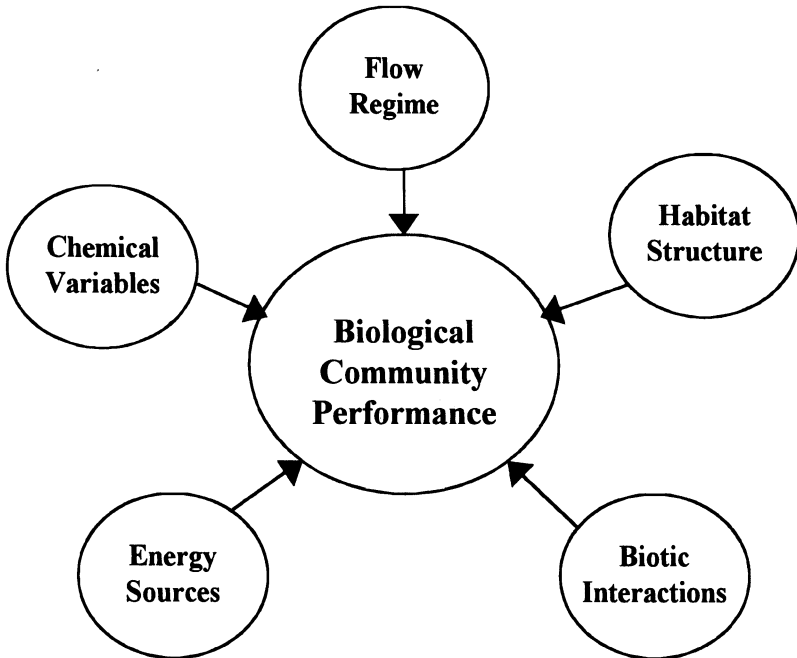 Flow
Regime
Habitat
Structure
Chemical
Variables
Biological
Community
Performance
Energy
Sources
Biotic
Interactions